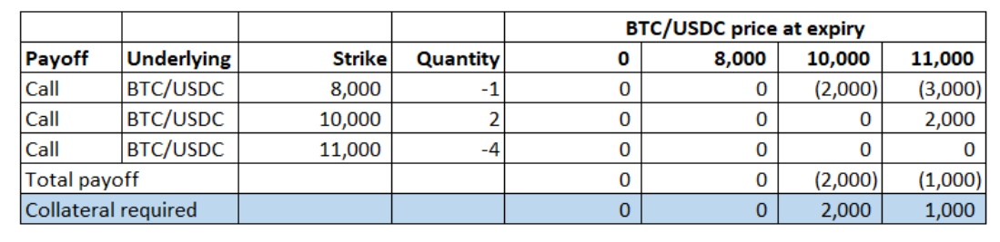 BTC/USDC price at expiry
Payoff Underlying Strike Quantity 0 8,000 10,000 11,000
Call BTC/USDC 8,000 -1 0 0 (2,000) (3,000)
Call BTC/USDC 10,000 2 0 0 0 2,000
Call BTC/USDC 11,000 -4 0 0 0 0
Total payoff 0 0 (2,000) (1,000)
Collateral required 0 0 2,000 1,000